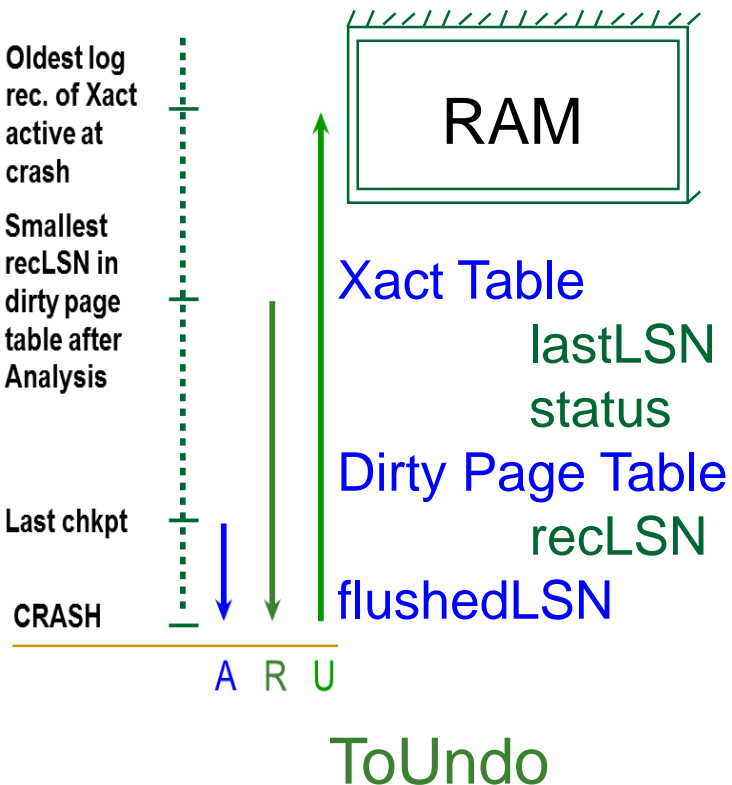 Oldest log
rec. of Xact
active at
crash
Smallest
recLSN in
dirty page
table after
Analysis
Last chkpt
CRASH
A R U
RAM
Xact Table
lastLSN
status
Dirty Page Table
recLSN
flushedLSN
ToUndo